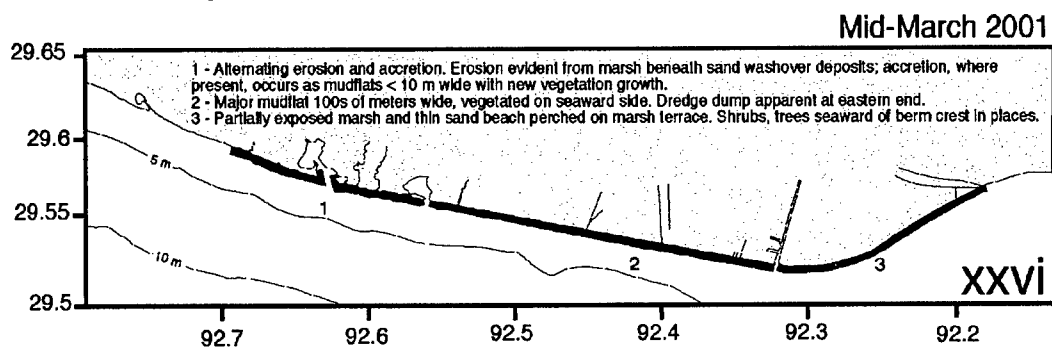 Mid-March 2001
29.65
1 - Alternating erosion and accretion. Erosion evident from marsh beneath sand washover deposits; accretion, where
present, occurs as mudflats < 10 m wide with new vegetation growth.
2 - Major mudflat 100s of meters wide, vegetated on seaward side. Dredge dump apparent at eastern end.
3 - Partially exposed marsh and thin sand beach perched on marsh terrace. Shrubs, trees seaward of berm crest in places.
29.6
5 m
29.55
1
2
3
10 m
xxvi
29.5
92.7 92.6 92.5 92.4 92.3 92.2